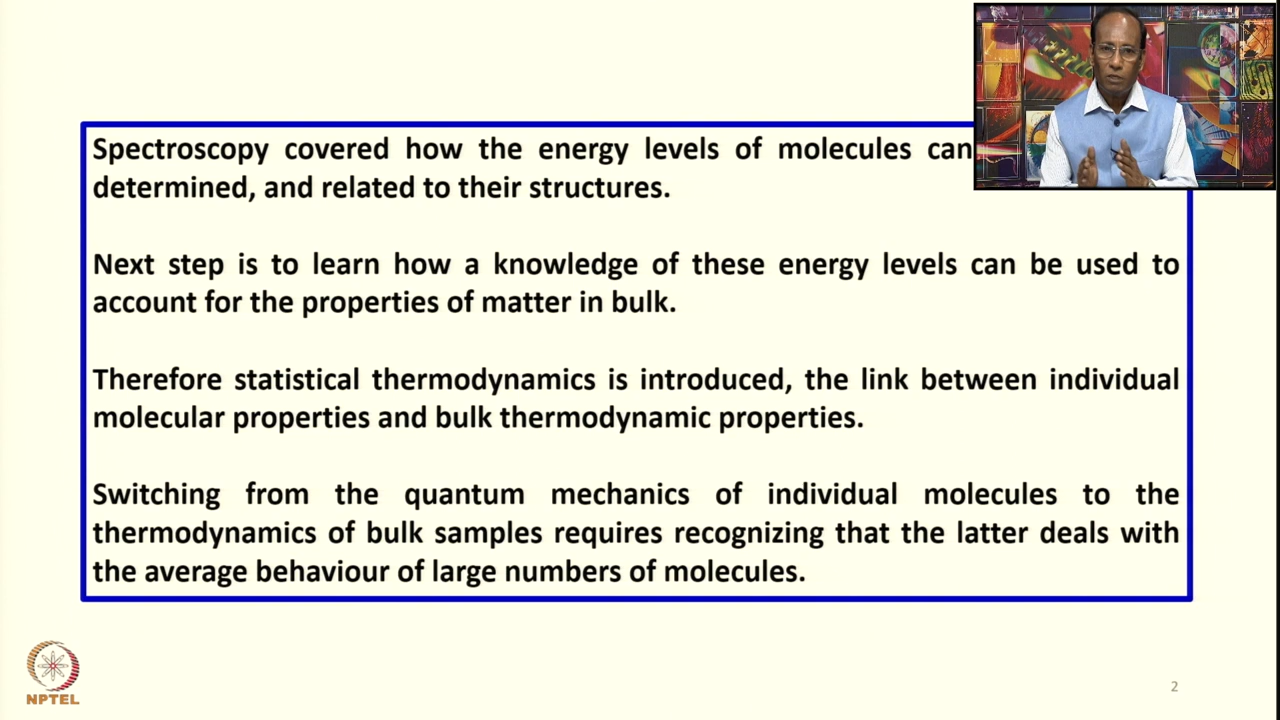 Spectroscopy covered how the energy levels of molecules can
determined, and related to their structures.
Next step is to learn how a knowledge of these energy levels can be used to
account for the properties of matter in bulk.
Therefore statistical thermodynamics is introduced, the link between individual
molecular properties and bulk thermodynamic properties.
Switching from the quantum mechanics of individual molecules to the
thermodynamics of bulk samples requires recognizing that the latter deals with
the average behaviour of large numbers of molecules.
NPTEL
2